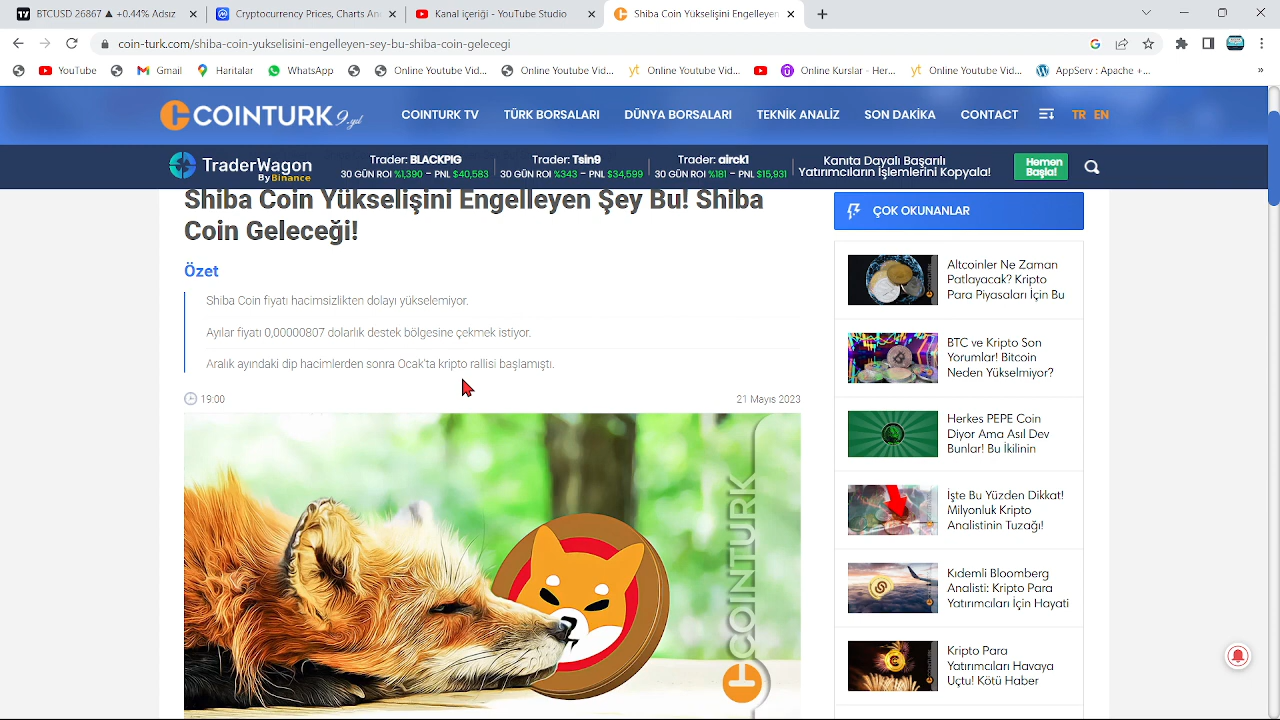 BTCUSD 26867 ▲ +0.44% Adsız
Cryptocurrency Prices, Charts An
Kanal İçeriği - YouTube Studio
Shiba Coin Yükselişini Engelleyen
coin-turk.com/shiba-coin-yukselisini-engelleyen-sey-bu-shiba-coin-gelecegi
YouTube
Gmail
Haritalar
WhatsApp
Online Youtube Vid...
Online Youtube Vid...
yt Online Youtube Vid...
Online Kurslar - Her...
yt Online Youtube Vid...
AppServ : Apache + ...
»
COINTURK 9.yıl
COINTURK TV
TÜRK BORSALARI
DÜNYA BORSALARI
TEKNİK ANALİZ
SON DAKİKA
CONTACT
TR EN
TraderWagon
By Binance
Trader: BLACKPIG
GÜN ROI %390 - PNL $40,583
Trader: Tsin9
30 GÜN ROI %343 - PNL $34,599
Trader: airck1
30 GÜN ROI %181 - PNL $15,931
Kanıta Dayalı Başarılı
Yatırımcıların İşlemlerini Kopyala!
Hemen
Başla!
Shiba Coin Yükselişini Engelleyen Şey Bu! Shiba
Coin Geleceği!
Özet
Shiba Coin fiyatı hacimsizlikten dolayı yükselemiyor.
Ayılar fiyatı 0,00000807 dolarlık destek bölgesine çekmek istiyor.
Aralık ayındaki dip hacimlerden sonra Ocak'ta kripto rallisi başlamıştı.
19:00
21 Mayıs 2023
COINTURK
ÇOK OKUNANLAR
Altcoinler Ne Zaman
Patlayacak? Kripto
Para Piyasaları İçin Bu
BTC ve Kripto Son
Yorumlar! Bitcoin
Neden Yükselmiyor?
Herkes PEPE Coin
Diyor Ama Asıl Dev
Bunlar! Bu İkilinin
İşte Bu Yüzden Dikkat!
Milyonluk Kripto
Analistinin Tuzağı!
Kıdemli Bloomberg
Analisti: Kripto Para
Yatırımcıları İçin Hayati
Kripto Para
Yatırımcıları Havaya
Uçtu! Kötü Haber